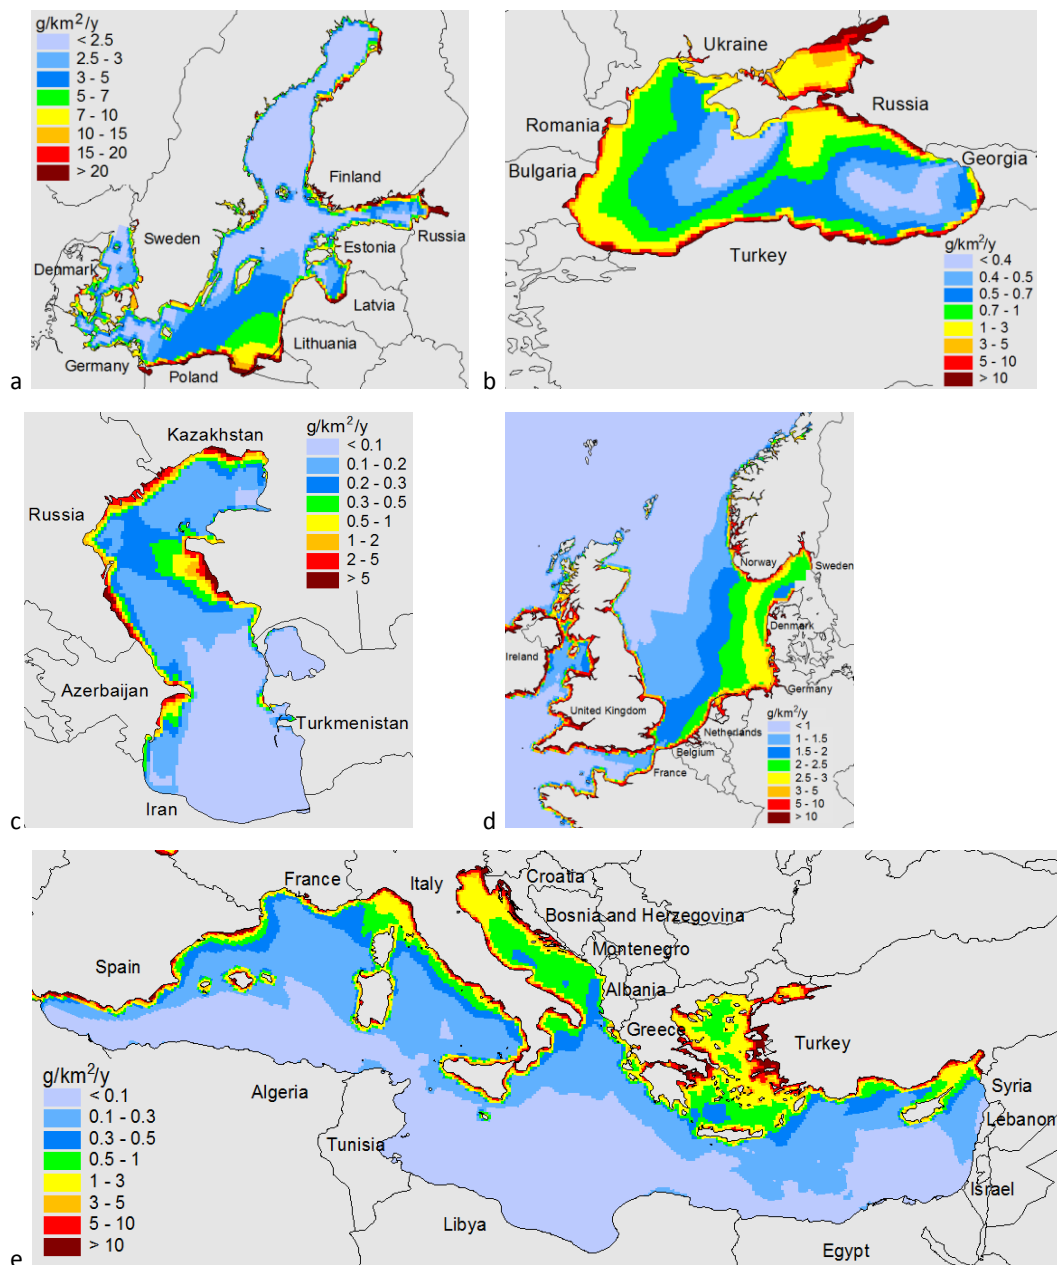 g/km²/y
< 2.5
2.5 - 3
3 - 5
5 - 7
7 - 10
10 - 15
15 - 20
> 20
Finland
Sweden
Russia
Estonia
Denmark
Latvia
Lithuania
Germany
Poland
a
Ukraine
Russia
Romania
Georgia
Bulgaria
Turkey
g/km²/y
< 0.4
0.4 - 0.5
0.5 - 0.7
0.7 - 1
1 - 3
3 - 5
5 - 10
> 10
b
Kazakhstan
g/km²/y
< 0.1
0.1 - 0.2
0.2 - 0.3
0.3 - 0.5
0.5 - 1
1 - 2
2 - 5
> 5
Russia
Azerbaijan
Turkmenistan
Iran
c
Norway
Sweden
Denmark
Ireland
Germany
United Kingdom
Netherlands
Belgium
France
g/km²/y
< 1
1 - 1.5
1.5 - 2
2 - 2.5
2.5 - 3
3 - 5
5 - 10
> 10
d
France
Italy
Croatia
Bosnia and Herzegovina
Montenegro
Spain
Albania
Greece
Turkey
Algeria
Syria
Lebanon
Tunisia
Israel
Libya
Egypt
g/km²/y
< 0.1
0.1 - 0.3
0.3 - 0.5
0.5 - 1
1 - 3
3 - 5
5 - 10
> 10
e